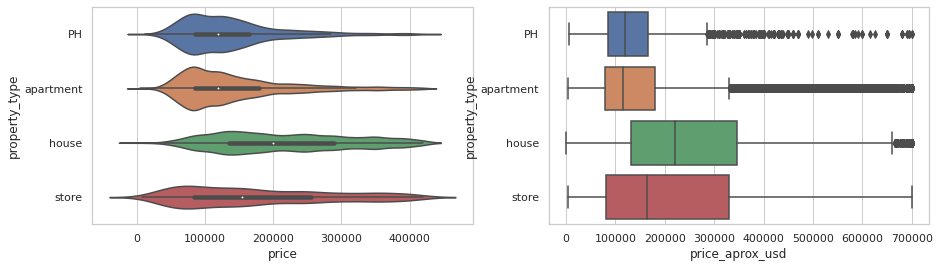 property_type
PH
apartment
house
store
0 100000 200000 300000 400000
price
property_type
PH
apartment
house
store
0 100000 200000 300000 400000 500000 600000 700000
price_aprox_usd